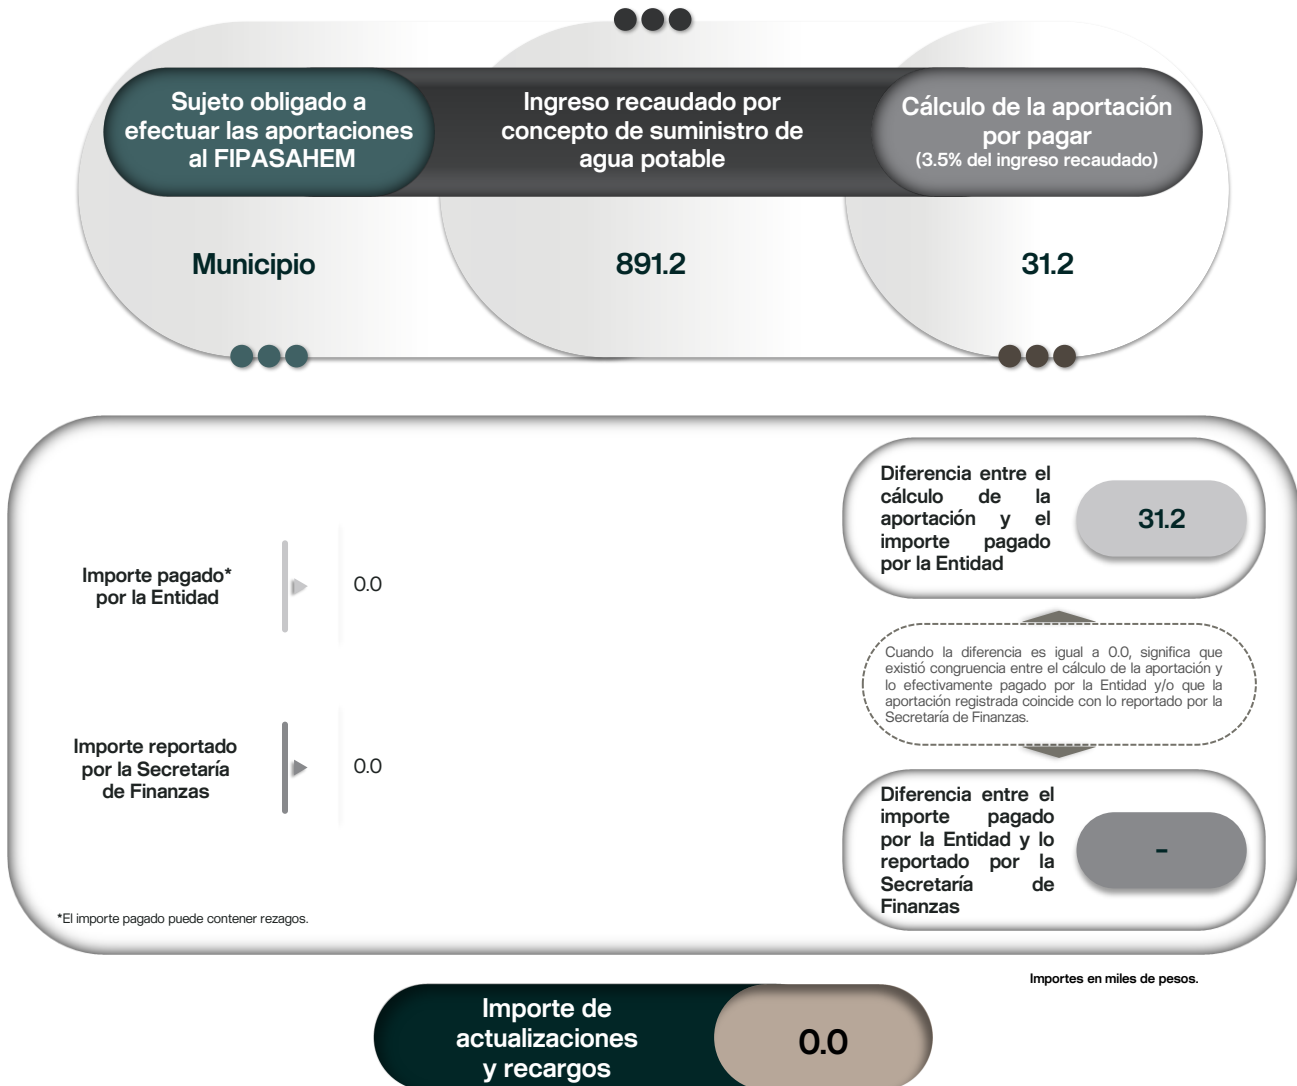 Sujeto obligado a
efectuar las aportaciones
al FIPASAHEM
Ingreso recaudado por
concepto de suministro de
agua potable
Cálculo de la aportación
por pagar
(3.5% del ingreso recaudado)
Municipio
891.2
31.2
Importe pagado*
por la Entidad
0.0
Importe reportado
por la Secretaría
de Finanzas
0.0
*El importe pagado puede contener rezagos.
Diferencia entre el
cálculo de la
aportación y el
importe pagado
por la Entidad
31.2
Cuando la diferencia es igual a 0.0, significa que
existió congruencia entre el cálculo de la aportación y
lo efectivamente pagado por la Entidad y/o que la
aportación registrada coincide con lo reportado por la
Secretaría de Finanzas.
Diferencia entre el
importe pagado
por la Entidad y lo
reportado por la
Secretaría de
Finanzas
-
Importes en miles de pesos.
Importe de
actualizaciones
y recargos
0.0